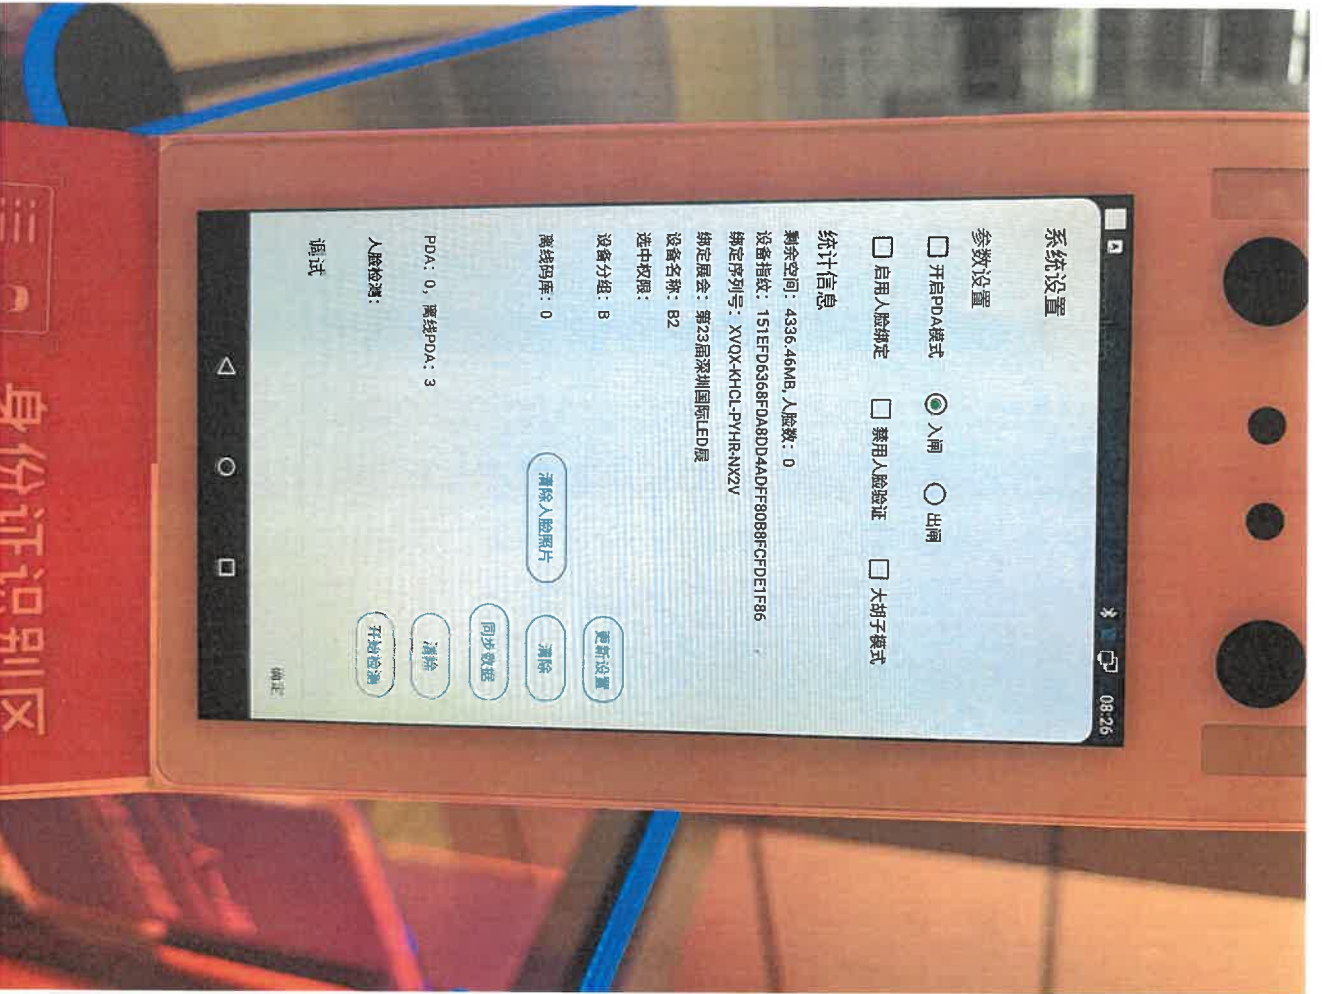 08:26
系统设置
参数设置
开启PDA模式 入闸 出闸
启用人脸绑定 禁用人脸验证 大胡子模式
统计信息
剩余空间：4336.46MB, 人脸数：0
设备指纹：151EFD6368F0A8DD4ADFF80B8FCFDE1F86
绑定序列号：XVQX-KHCL-PYHR-NX2V
绑定展会：第23届深圳国际LED展
设备名称：B2
选中权限：
设备分组：B 更新设置
离线码库：0 清除人脸照片 清除
同步数据
PDA：0, 离线PDA：3 清除
人脸检测： 开始检测
调试
确定
身份证识别区